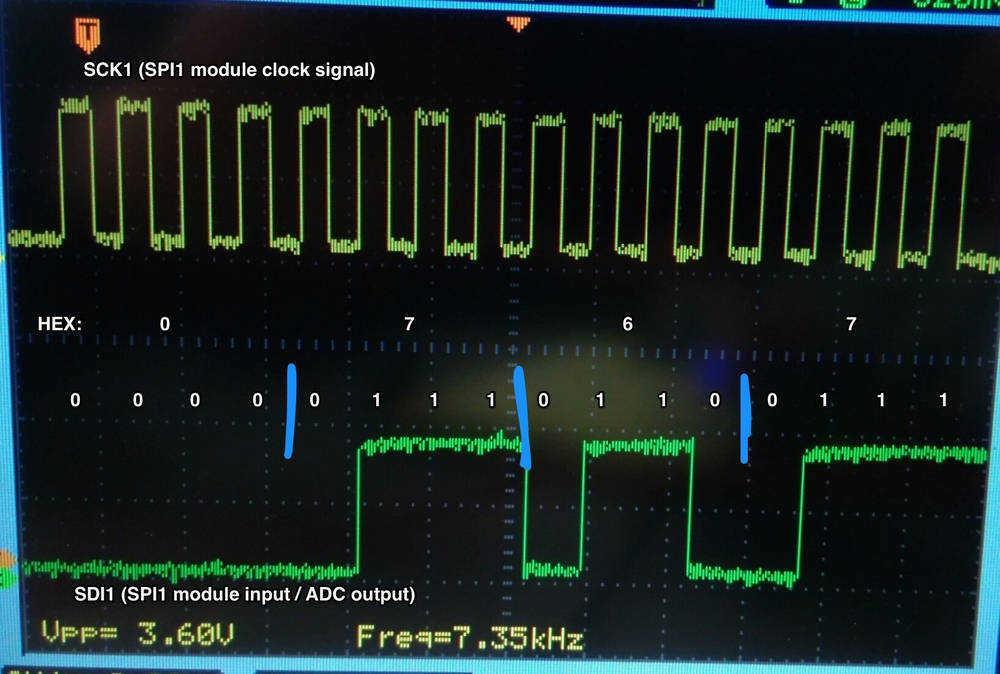 T
SCK1 (SPI1 module clock signal)
HEX: 0 7 6 7
0 0 0 0 0 1 1 1 0 1 1 0 0 1 1 1
SDI1 (SPI1 module input / ADC output)
Vpp= 3.60V Freq=7.35kHz